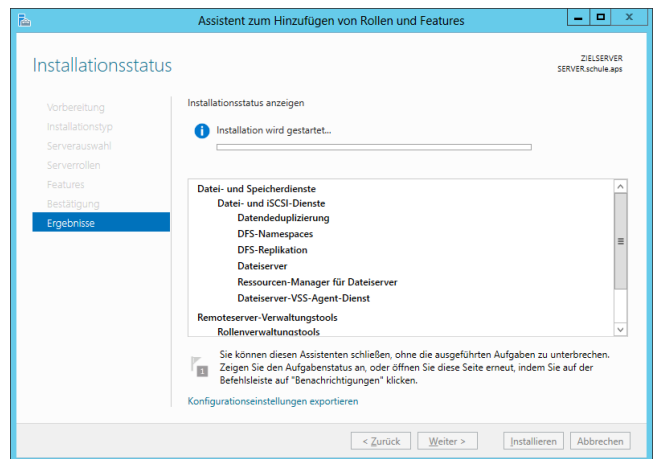 Assistent zum Hinzufügen von Rollen und Features
Installationsstatus
ZIELSERVER
SERVER.schule.aps
Vorbereitung
Installationstyp
Serverauswahl
Serverrollen
Features
Bestätigung
Ergebnisse
Installationsstatus anzeigen
Installation wird gestartet...
Datei- und Speicherdienste
Datei- und iSCSI-Dienste
Datendeduplizierung
DFS-Namespaces
DFS-Replikation
Dateiserver
Ressourcen-Manager für Dateiserver
Dateiserver-VSS-Agent-Dienst
Remoteserver-Verwaltungstools
Rollenverwaltungstools
1
Sie können diesen Assistenten schließen, ohne die ausgeführten Aufgaben zu unterbrechen.
Zeigen Sie den Aufgabenstatus an, oder öffnen Sie diese Seite erneut, indem Sie auf der
Befehlsleiste auf "Benachrichtigungen" klicken.
Konfigurationseinstellungen exportieren
< Zurück
Weiter >
Installieren
Abbrechen